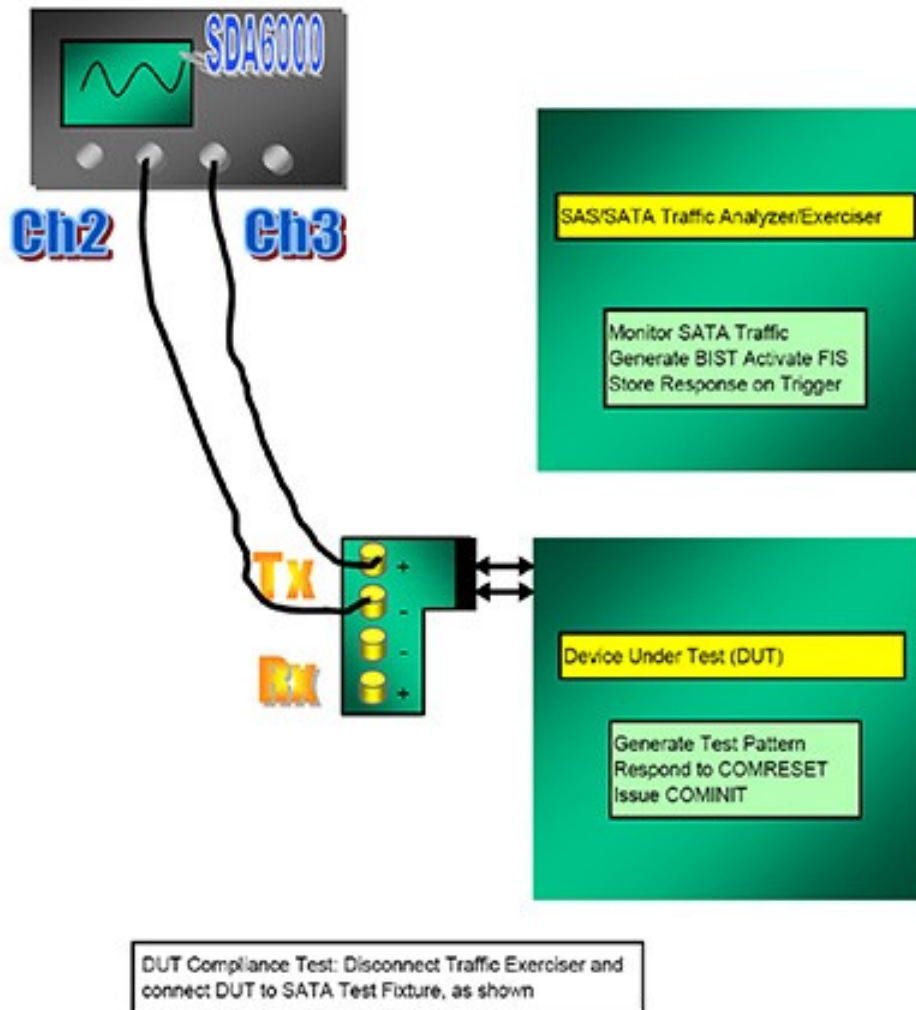 SDA6000
Ch2
Ch3
SAS/SATA Traffic Analyzer/Exerciser
Monitor SATA Traffic
Generate BIST Activate FIS
Store Response on Trigger
Tx
+
-
Rx
-
+
Device Under Test (DUT)
Generate Test Pattern
Respond to COMRESET
Issue COMINIT
DUT Compliance Test: Disconnect Traffic Exerciser and
connect DUT to SATA Test Fixture, as shown